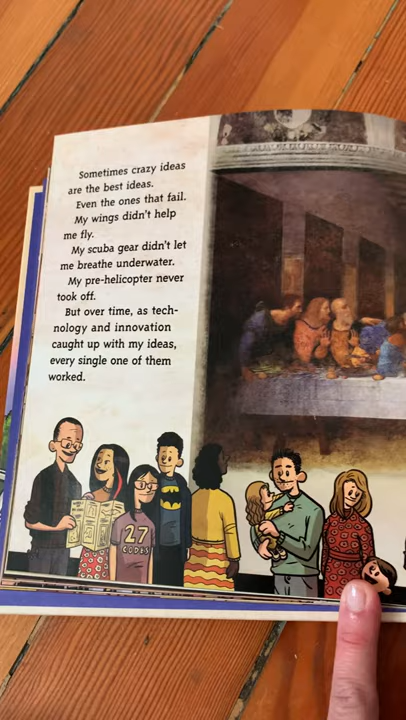 Sometimes crazy ideas
are the best ideas.
Even the ones that fail.
My wings didn't help
me fly.
My scuba gear didn't let
me breathe underwater.
My pre-helicopter never
took off.
But over time, as tech-
nology and innovation
caught up with my ideas,
every single one of them
worked.
27
CODES